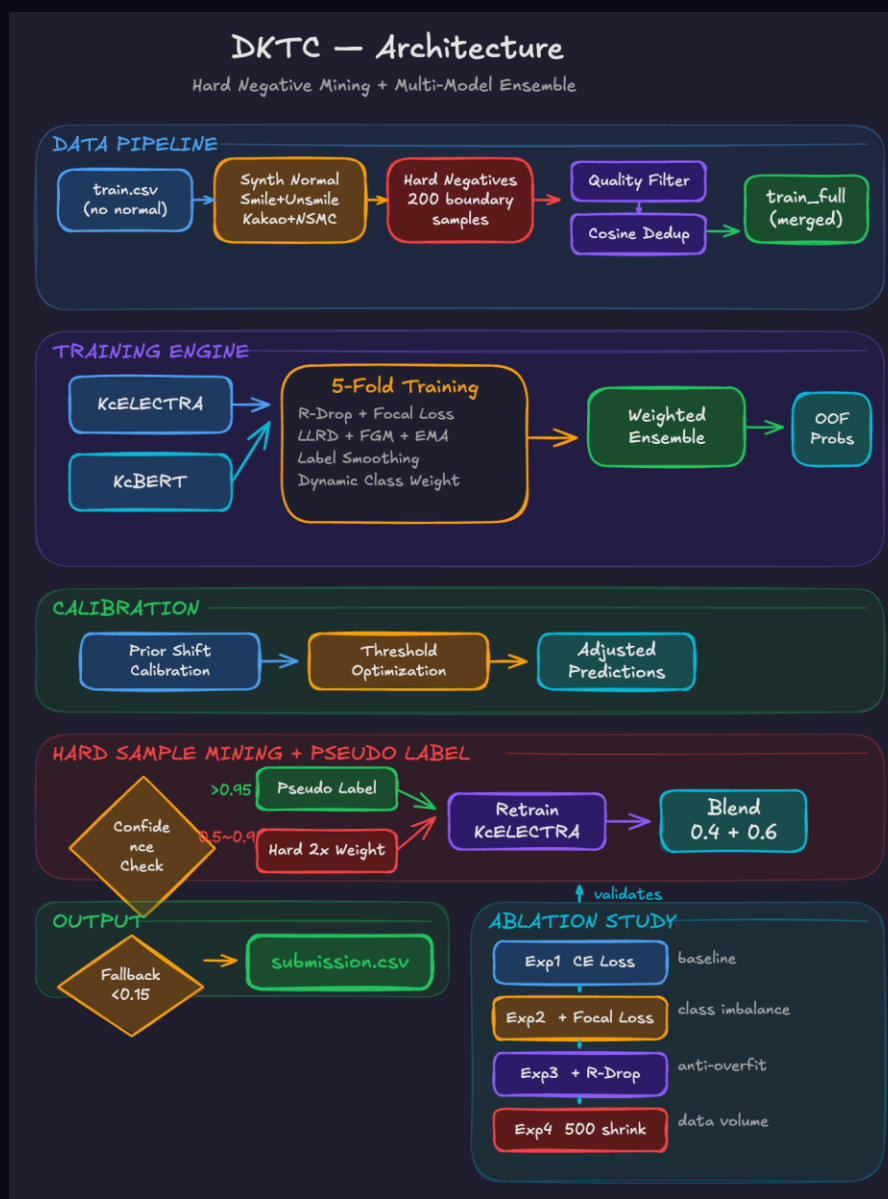 DKTC — Architecture
Hard Negative Mining + Multi-Model Ensemble
DATA PIPELINE
train.csv
(no normal)
Synth Normal
Smile+Unsmile
Kakao+NSMC
Hard Negatives
200 boundary
samples
Quality Filter
Cosine Dedup
train_full
(merged)
TRAINING ENGINE
KcELECTRA
KcBERT
5-Fold Training
R-Drop + Focal Loss
LLRD + FGM + EMA
Label Smoothing
Dynamic Class Weight
Weighted
Ensemble
OOF
Probs
CALIBRATION
Prior Shift
Calibration
Threshold
Optimization
Adjusted
Predictions
HARD SAMPLE MINING + PSEUDO LABEL
Confide
nce
Check
>0.95
Pseudo Label
0.5~0.9
Hard 2x Weight
Retrain
KcELECTRA
Blend
0.4 + 0.6
validates
OUTPUT
Fallback
<0.15
submission.csv
ABLATION STUDY
Exp1 CE Loss
baseline
Exp2 + Focal Loss
class imbalance
Exp3 + R-Drop
anti-overfit
Exp4 500 shrink
data volume